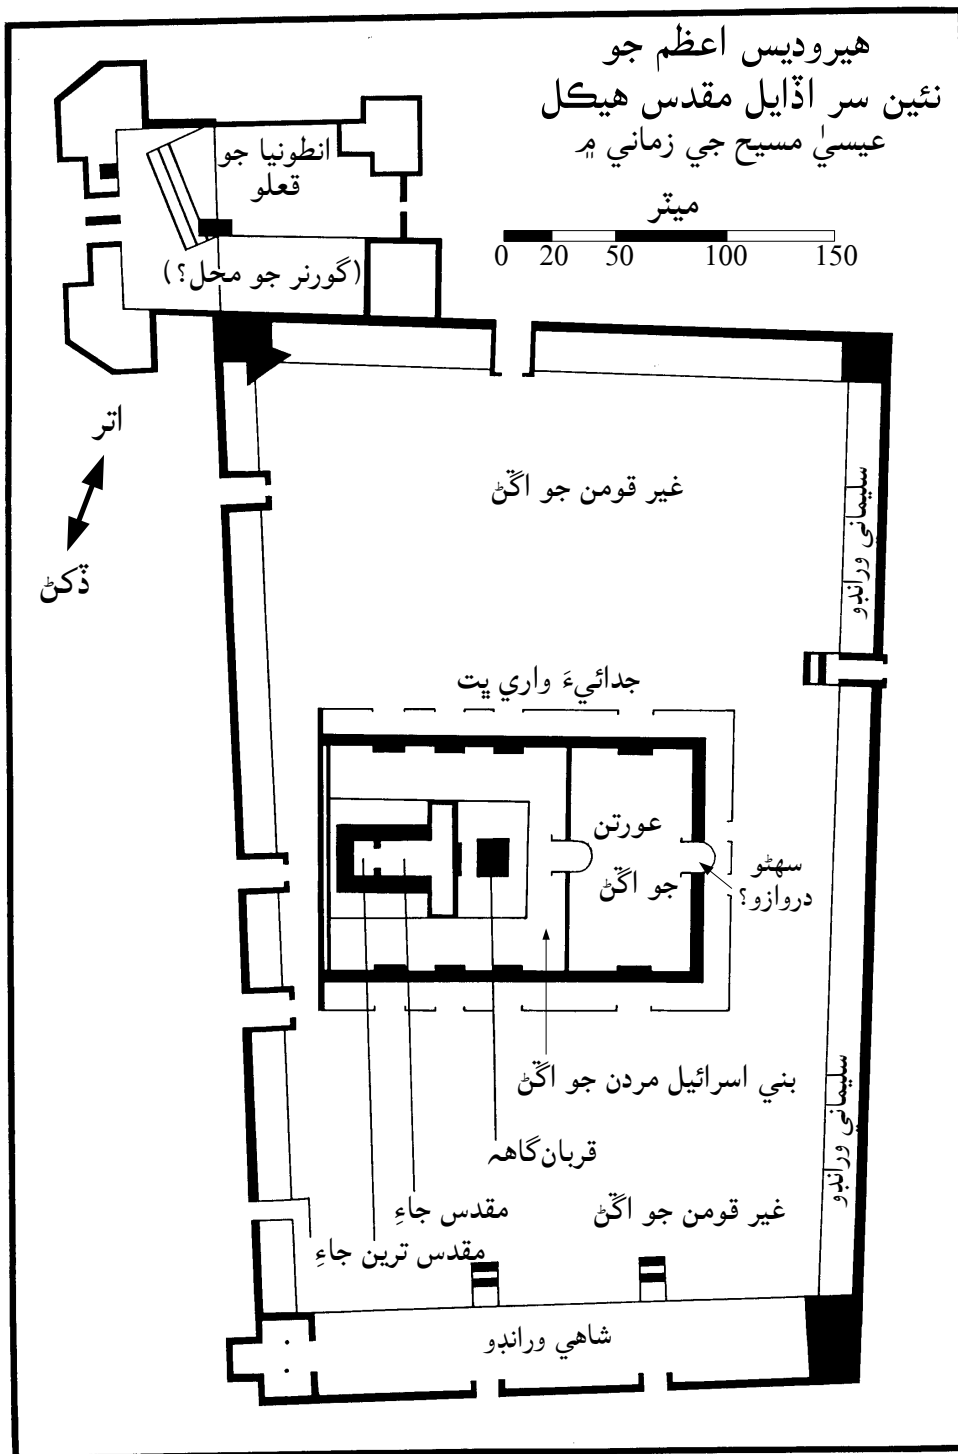 هيروديس اعظم جو
نئين سر اڏايل مقدس هيڪل
عيسيٰ مسيح جي زماني ۾
ميٽر
0 20 50 100 150
انطونيا جو
قعلو
(گورنر جو محل؟)
اتر
ڏکڻ
غير قومن جو اڱڻ
سليماني ورانڊو
جدائيءَ واري ڀت
عورتن
جو اڱڻ
سهڻو
دروازو؟
بني اسرائيل مردن جو اڱڻ
سليماني ورانڊو
قربان‌گاهہ
مقدس جاءِ
غير قومن جو اڱڻ
مقدس ترين جاءِ
شاهي ورانڊو